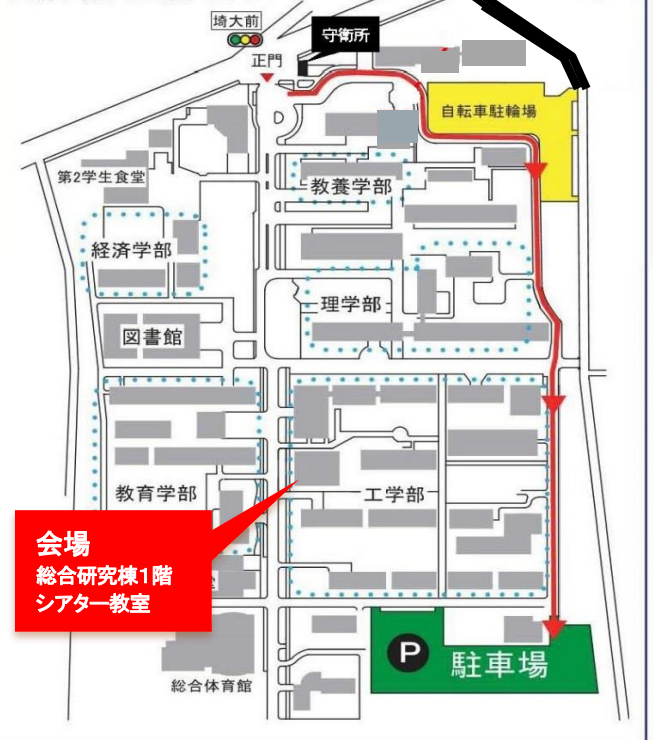 埼大前
守衛所
正門
自転車駐輪場
第2学生食堂
教養学部
経済学部
理学部
図書館
教育学部
工学部
会場
総合研究棟1階
シアター教室
P
駐車場
総合体育館